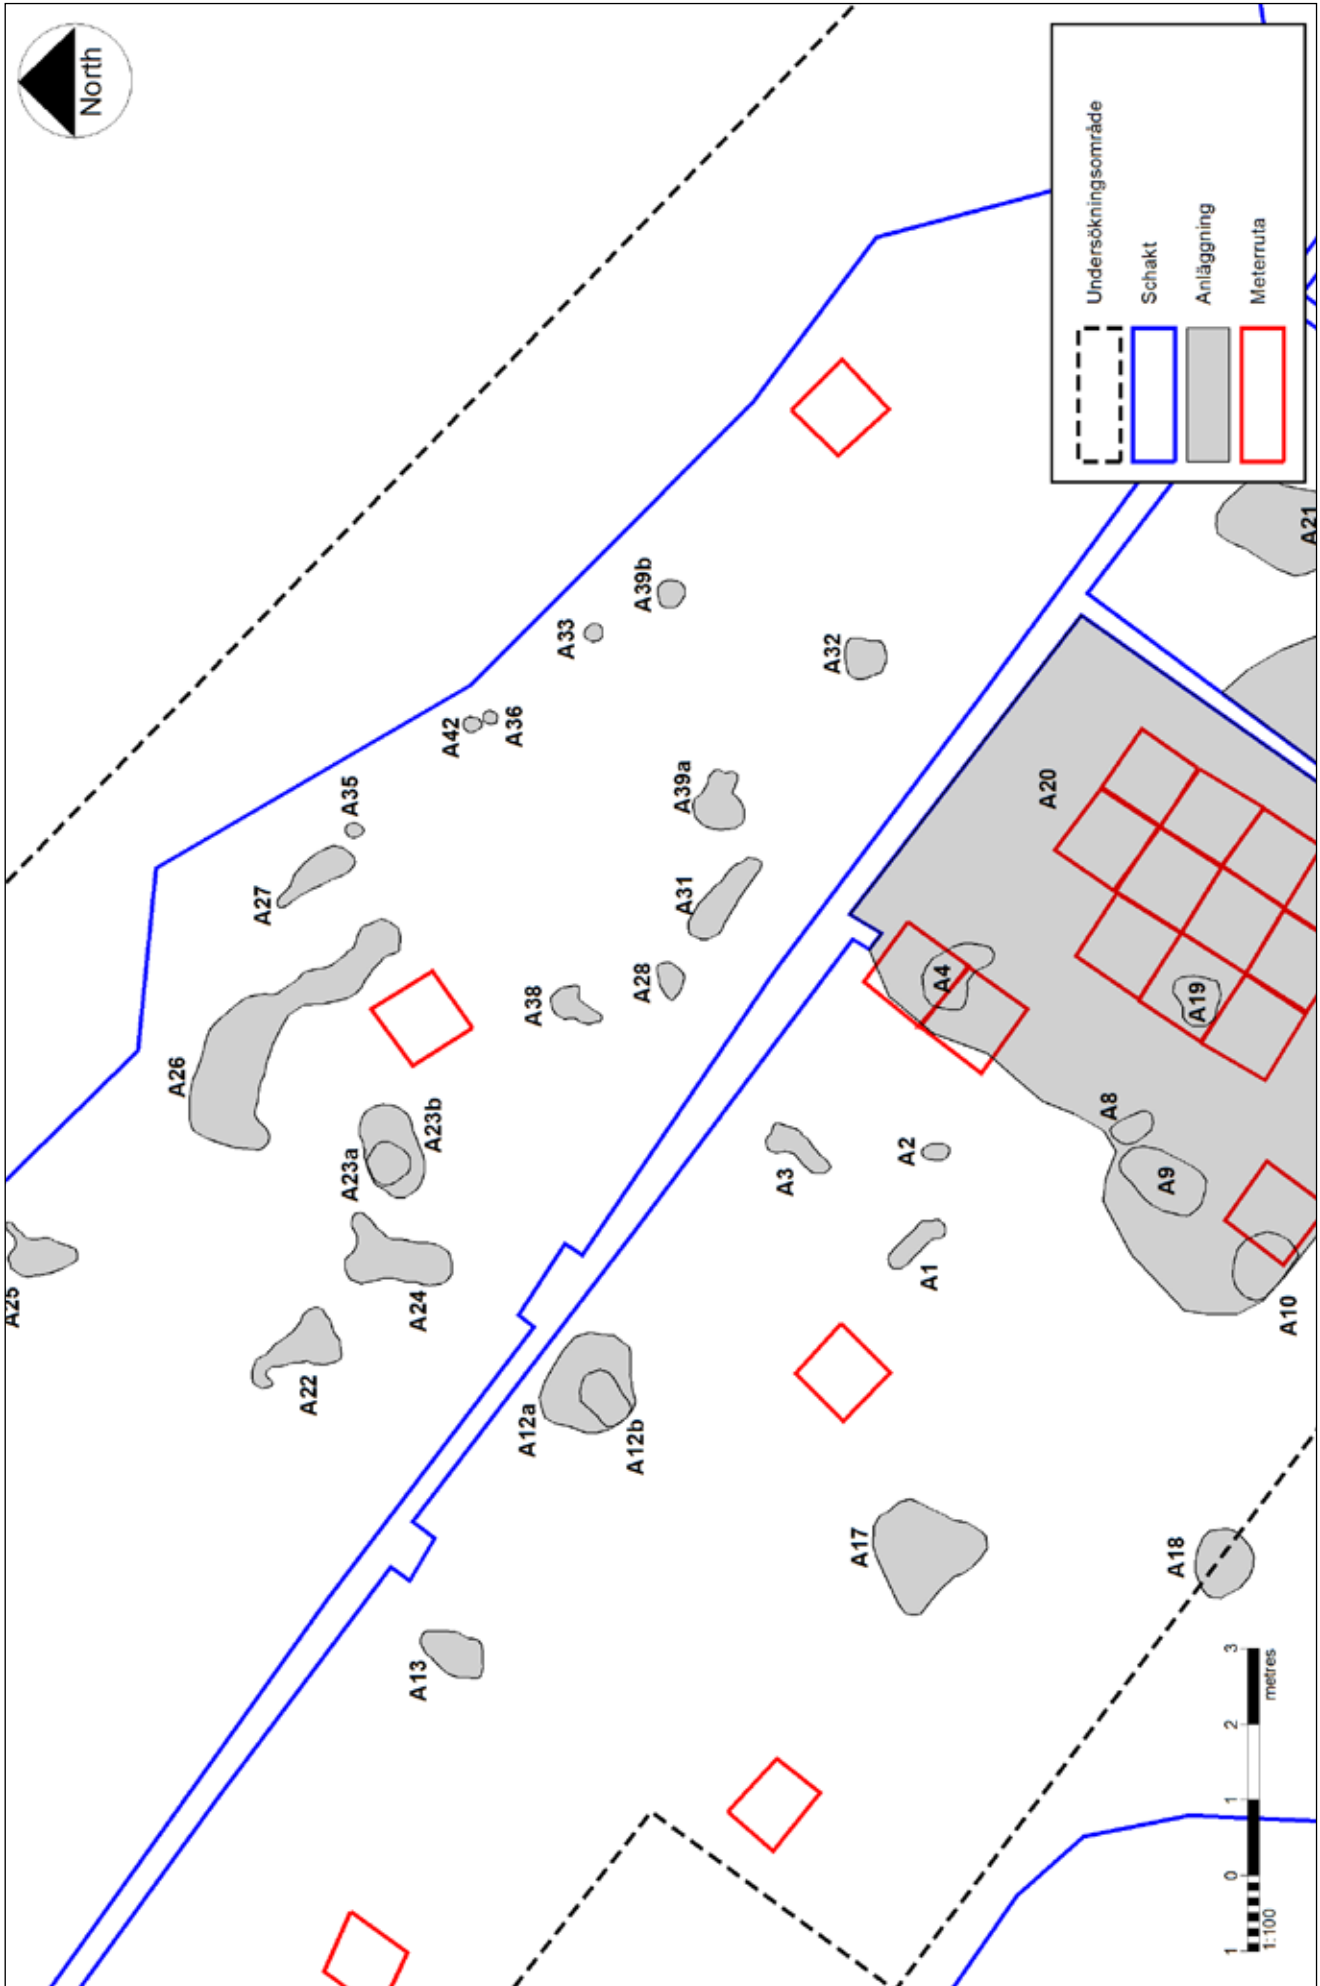 North
A25
A26
A27
A35
A22
A24
A23a
A23b
A42
A36
A33
A39b
A38
A28
A31
A39a
A32
A13
A12a
A12b
A3
A2
A1
A17
A4
A20
A19
A8
A9
A10
A18
A21
Undersökningsområde
Schakt
Anläggning
Meterruta
1 0 1 2 3
metres
1:100